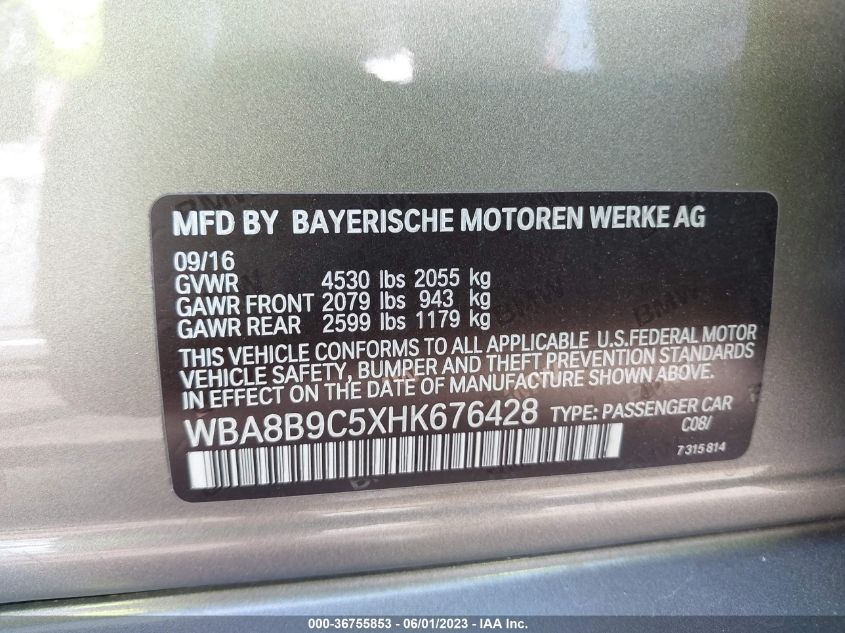 MFD BY BAYERISCHE MOTOREN WERKE AG
09/16
GVWR 4530 lbs 2055 kg
GAWR FRONT 2079 lbs 943 kg
GAWR REAR 2599 lbs 1179 kg
THIS VEHICLE CONFORMS TO ALL APPLICABLE U.S.FEDERAL MOTOR
VEHICLE SAFETY, BUMPER AND THEFT PREVENTION STANDARDS
IN EFFECT ON THE DATE OF MANUFACTURE SHOWN ABOVE.
WBA8B9C5XHK676428 TYPE: PASSENGER CAR
C08/
7 315 814
000-36755853 - 06/01/2023 - IAA Inc.